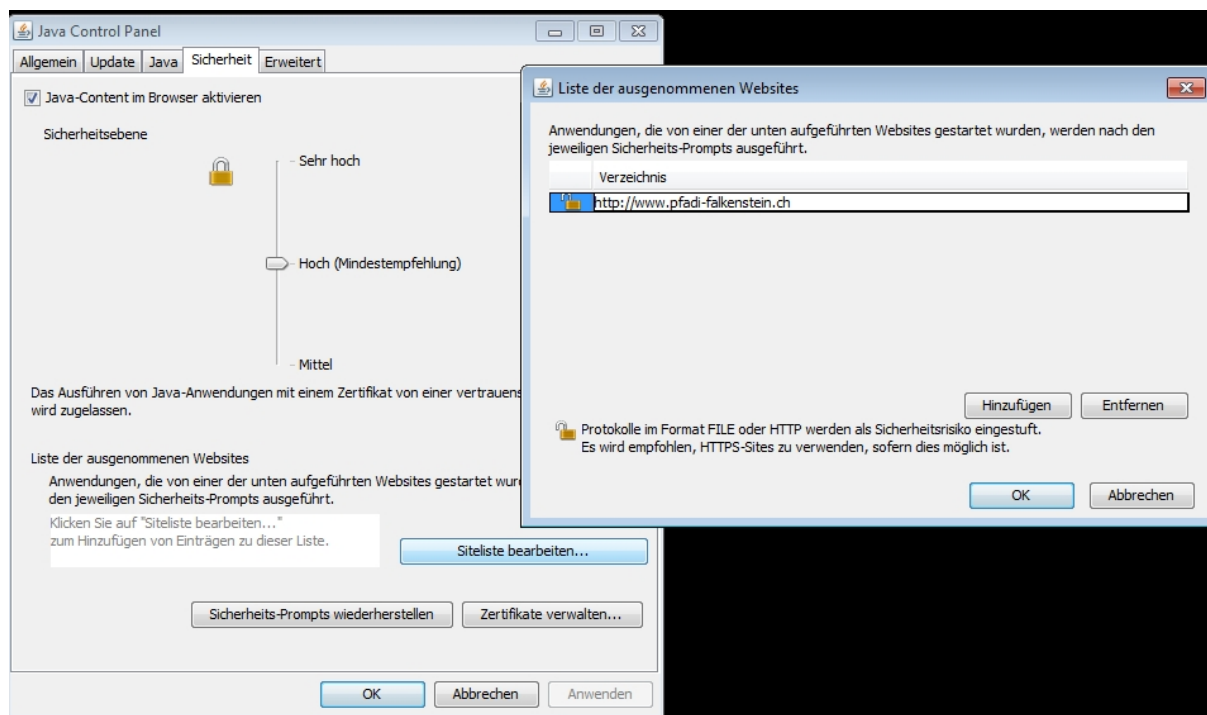 Java Control Panel
Allgemein Update Java Sicherheit Erweitert
Java-Content im Browser aktivieren
Sicherheitsebene
Sehr hoch
Hoch (Mindestempfehlung)
Mittel
Das Ausführen von Java-Anwendungen mit einem Zertifikat von einer
wird zugelassen.
Liste der ausgenommenen Websites
Anwendungen, die von einer der unten aufgeführten Websites gestartet
den jeweiligen Sicherheits-Prompts ausgeführt.
Klicken Sie auf "Siteliste bearbeiten..."
zum Hinzufügen von Einträgen zu dieser Liste.
Siteliste bearbeiten...
Sicherheits-Prompts wiederherstellen Zertifikate verwalten...
OK Abbrechen Anwenden
Liste der ausgenommenen Websites
Anwendungen, die von einer der unten aufgeführten Websites gestartet wurden, werden nach den
jeweiligen Sicherheits-Prompts ausgeführt.
Verzeichnis
http://www.pfadi-falkenstein.ch
Hinzufügen Entfernen
Protokolle im Format FILE oder HTTP werden als Sicherheitsrisiko eingestuft.
Es wird empfohlen, HTTPS-Sites zu verwenden, sofern dies möglich ist.
OK Abbrechen